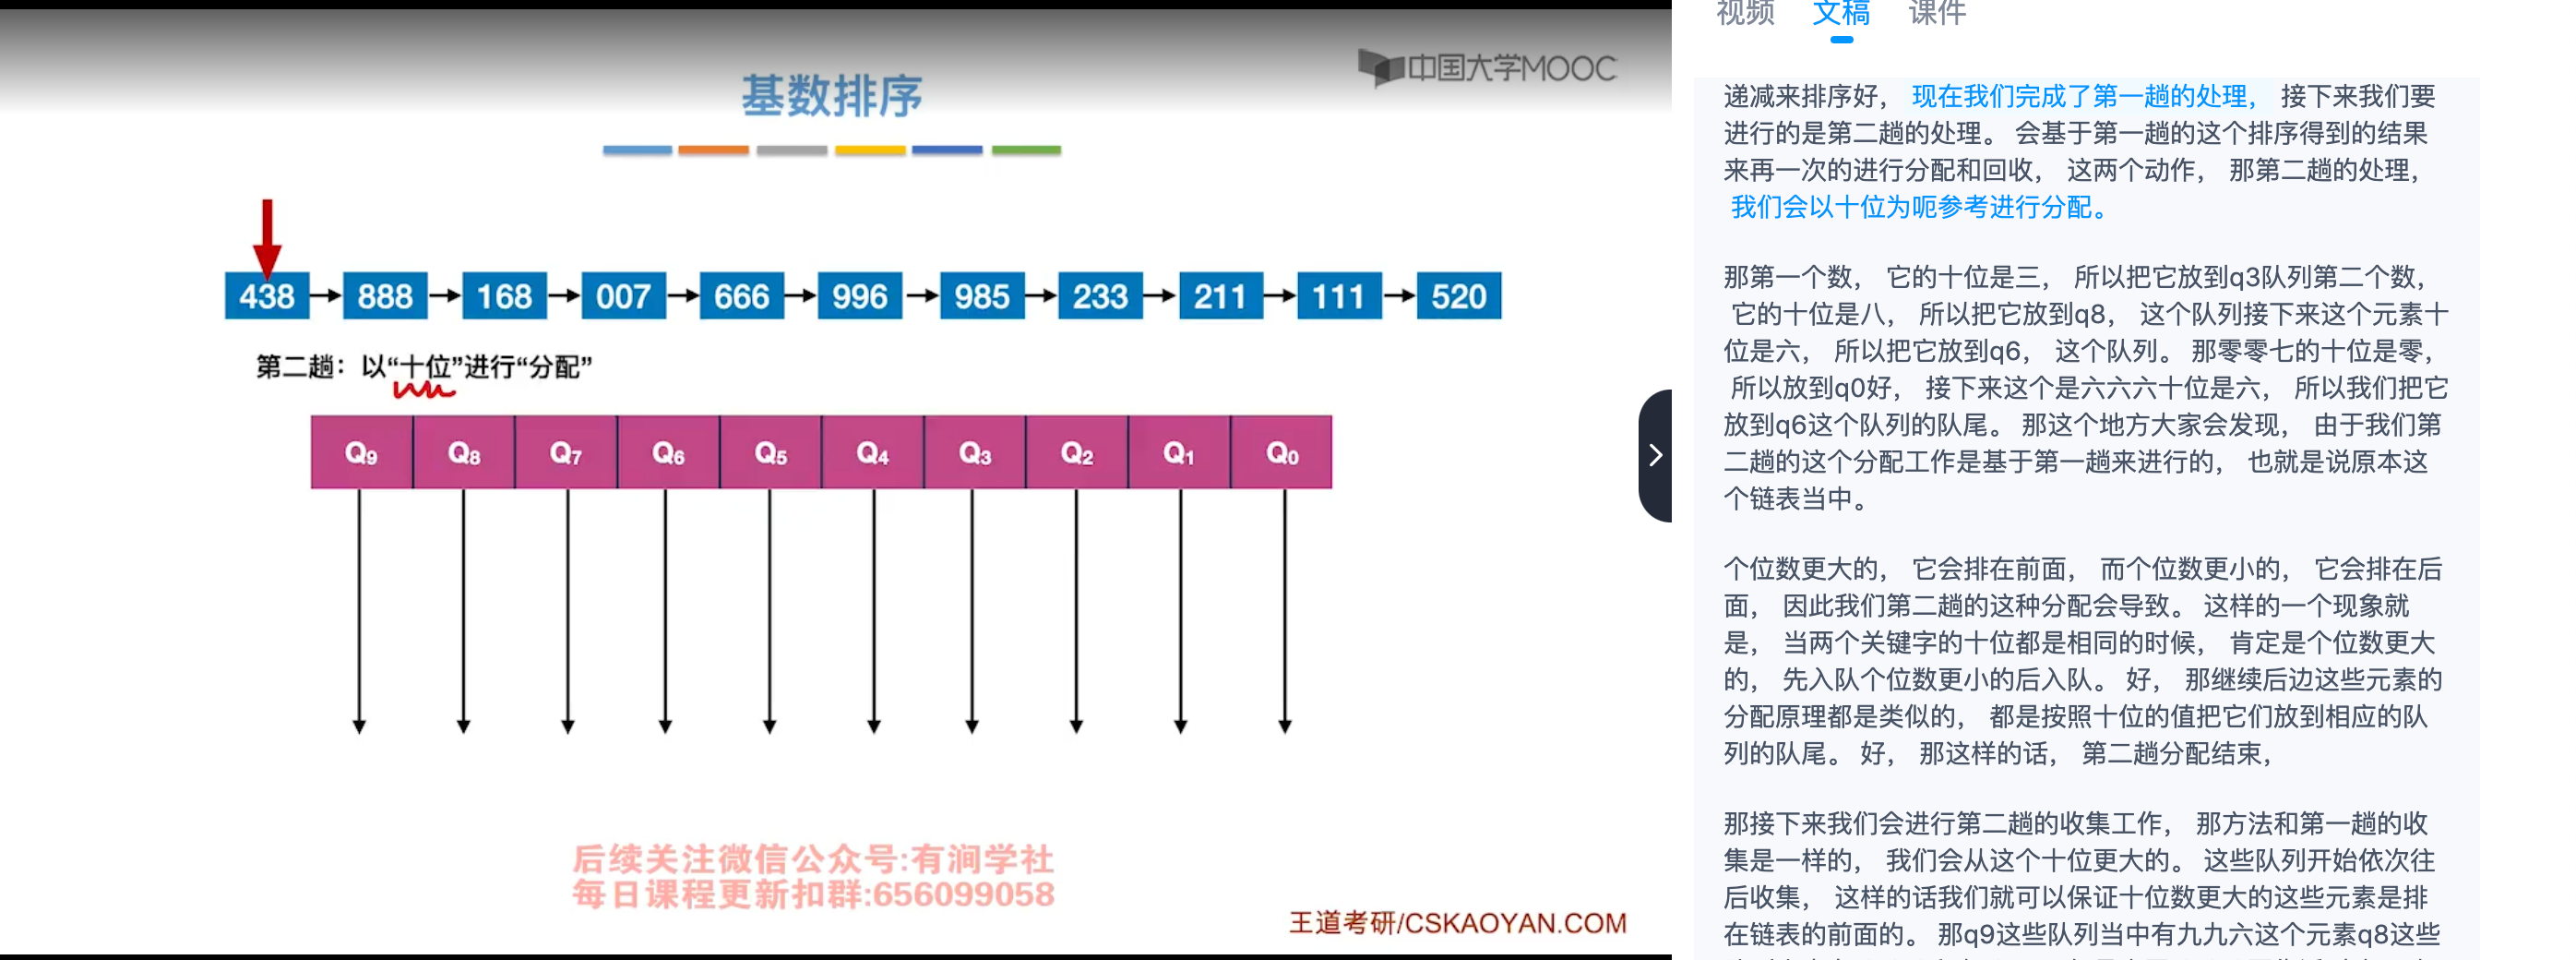 中国大学MOOC
基数排序
438 888 168 007 666 996 985 233 211 111 520
第二趟：以“十位”进行“分配”
Q9 Q8 Q7 Q6 Q5 Q4 Q3 Q2 Q1 Q0
后续关注微信公众号:有涧学社
每日课程更新扣群:656099058
王道考研/CSKAOYAN.COM
视频 文稿 课件
递减来排序好， 现在我们完成了第一趟的处理， 接下来我们要
进行的是第二趟的处理。 会基于第一趟的这个排序得到的结果
来再一次的进行分配和回收， 这两个动作， 那第二趟的处理，
我们会以十位为呃参考进行分配。
那第一个数， 它的十位是三， 所以把它放到q3队列第二个数，
它的十位是八， 所以把它放到q8， 这个队列接下来这个元素十
位是六， 所以把它放到q6， 这个队列。 那零零七的十位是零，
所以放到q0好， 接下来这个是六六六十位是六， 所以我们把它
放到q6这个队列的队尾。 那这个地方大家会发现， 由于我们第
二趟的这个分配工作是基于第一趟来进行的， 也就是说原本这
个链表当中。
个位数更大的， 它会排在前面， 而个位数更小的， 它会排在后
面， 因此我们第二趟的这种分配会导致。 这样的一个现象就
是， 当两个关键字的十位都是相同的时候， 肯定是个位数更大
的， 先入队个位数更小的后入队。 好， 那继续后边这些元素的
分配原理都是类似的， 都是按照十位的值把它们放到相应的队
列的队尾。 好， 那这样的话， 第二趟分配结束，
那接下来我们会进行第二趟的收集工作， 那方法和第一趟的收
集是一样的， 我们会从这个十位更大的。 这些队列开始依次往
后收集， 这样的话我们就可以保证十位数更大的这些元素是排
在链表的前面的。 那q9这些队列当中有九九六这个元素q8这些